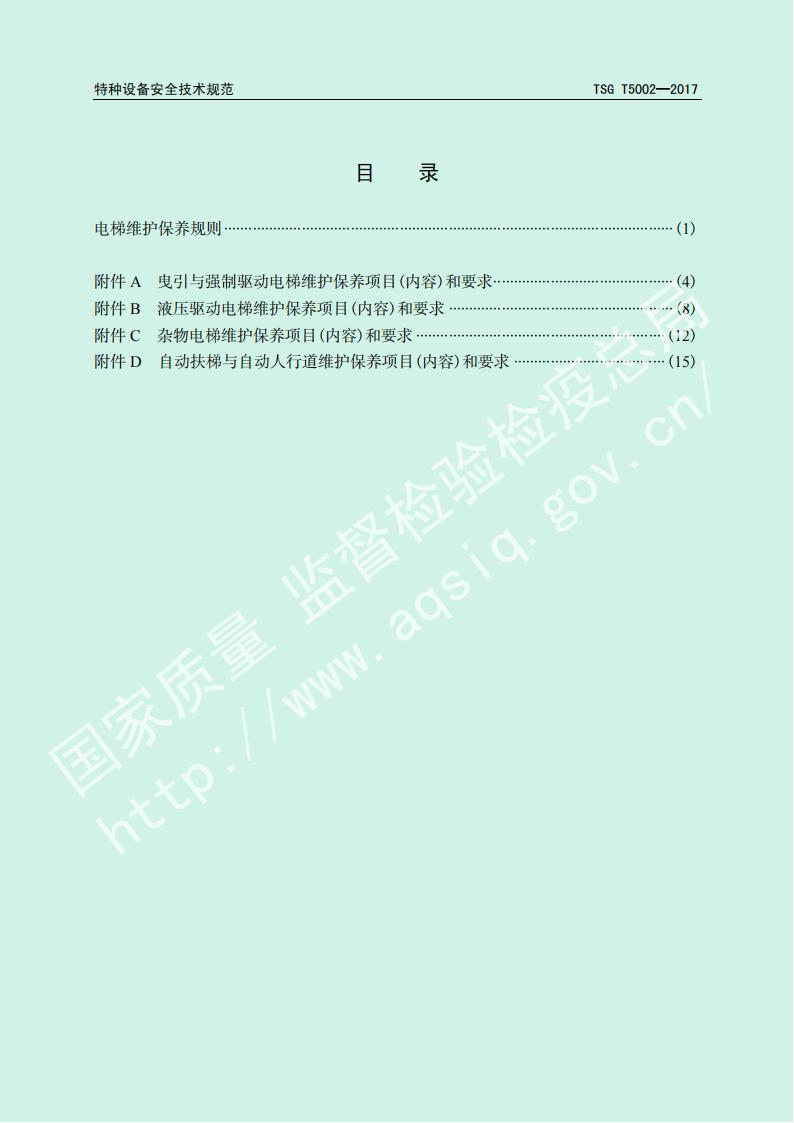 特种设备安全技术规范 TSG T5002—2017
目 录
电梯维护保养规则……………………………………………………………………………(1)
附件 A 曳引与强制驱动电梯维护保养项目(内容)和要求………………………………(4)
附件 B 液压驱动电梯维护保养项目(内容)和要求………………………………………(8)
附件 C 杂物电梯维护保养项目(内容)和要求……………………………………………(12)
附件 D 自动扶梯与自动人行道维护保养项目(内容)和要求……………………………(15)
国家质量 监督检验检疫总局
http://www.aqsiq.gov.cn/